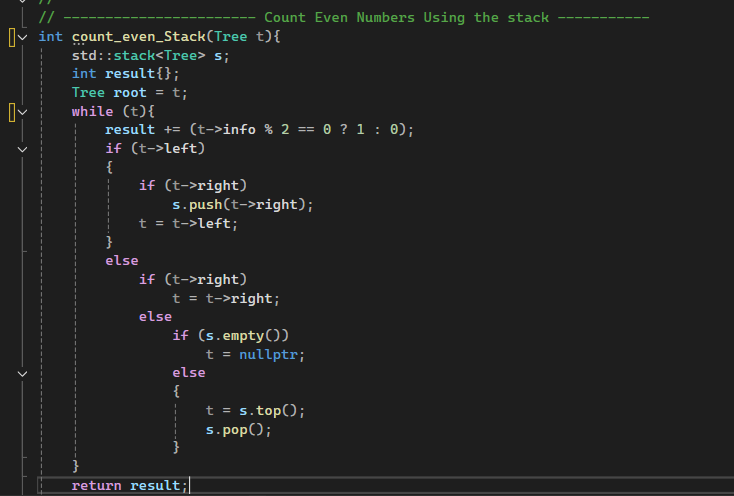 //
// ----------------------- Count Even Numbers Using the stack -----------
int count_even_Stack(Tree t){
    std::stack<Tree> s;
    int result{};
    Tree root = t;
    while (t){
        result += (t->info % 2 == 0 ? 1 : 0);
        if (t->left)
        {
            if (t->right)
                s.push(t->right);
            t = t->left;
        }
        else
            if (t->right)
                t = t->right;
            else
                if (s.empty())
                    t = nullptr;
                else
                {
                    t = s.top();
                    s.pop();
                }
    }
    return result;